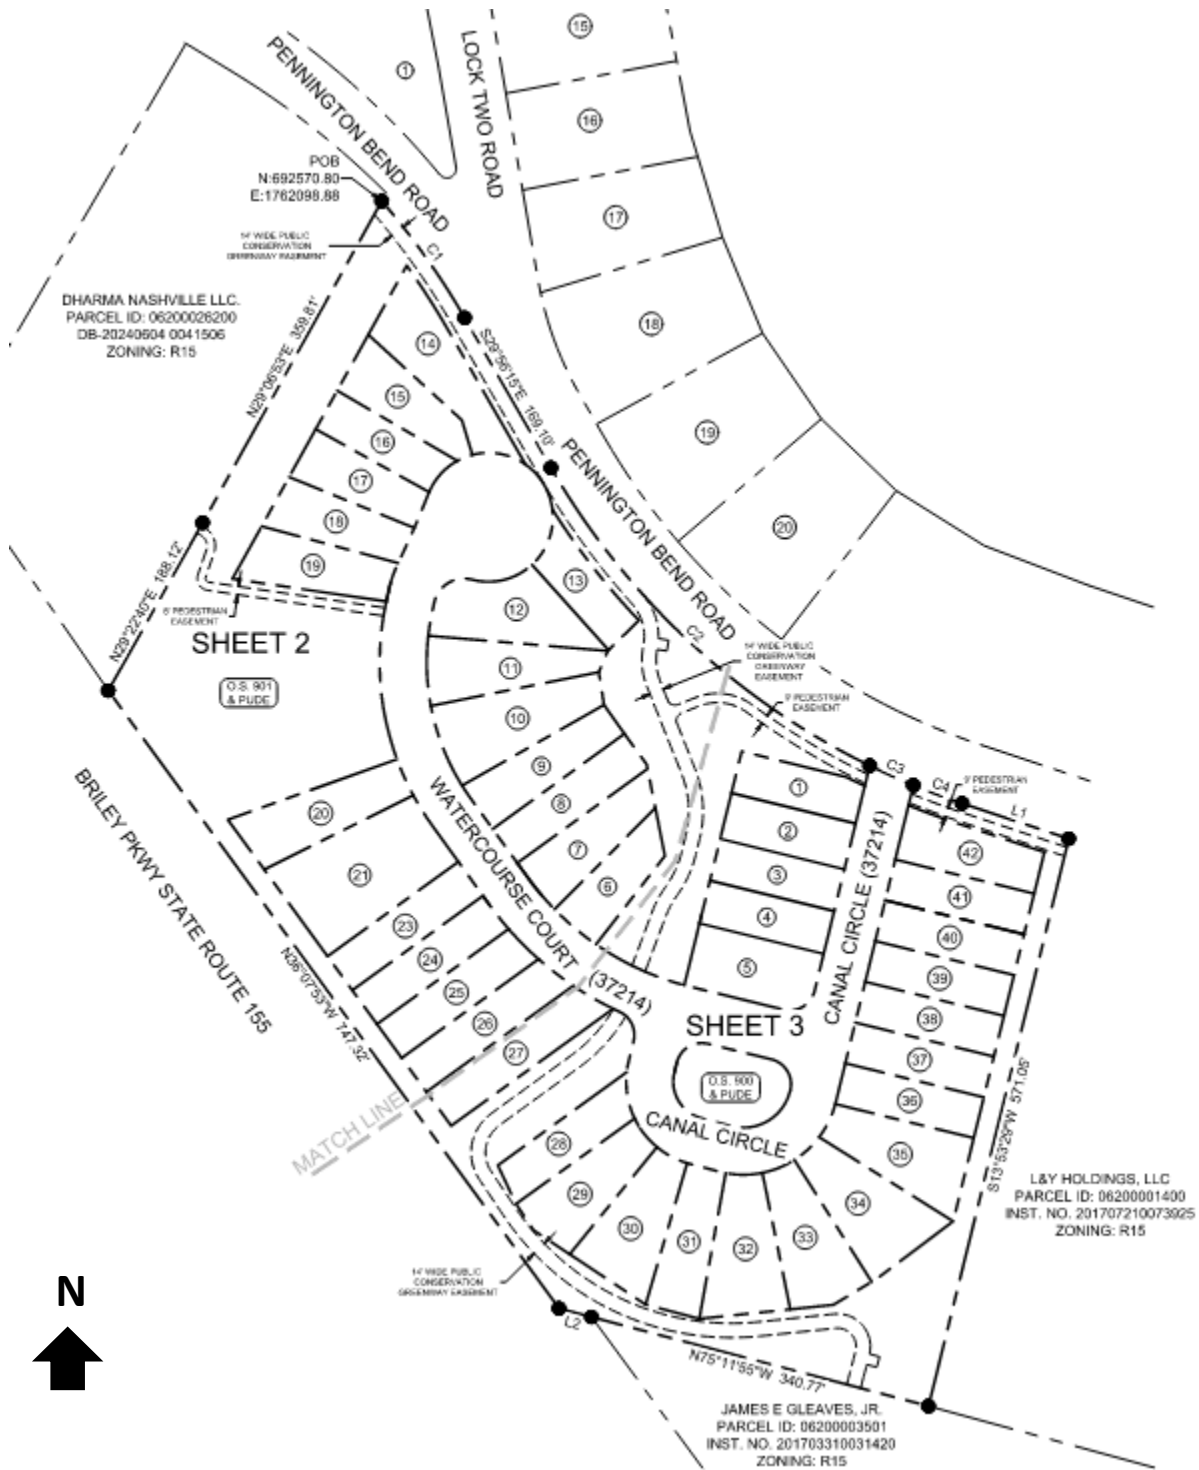 15
1
PENNINGTON BEND ROAD
LOCK TWO ROAD
16
POB
N:692570.80
E:1762098.88
17
14' WIDE PUBLIC
CONSERVATION
GREENWAY EASEMENT
C1
DHARMA NASHVILLE LLC.
PARCEL ID: 06200026200
DB-20240604 0041506
ZONING: R15
18
14
S29°56'15"E 169.10'
N29°06'53"E 359.81'
15
19
16
PENNINGTON BEND ROAD
17
18
20
19
13
N29°22'40"E 188.12'
6' PEDESTRIAN
EASEMENT
12
C2
SHEET 2
14' WIDE PUBLIC
CONSERVATION
GREENWAY
EASEMENT
11
O.S. 901
& PUDE
10
5' PEDESTRIAN
EASEMENT
9
C3
C4
5' PEDESTRIAN
EASEMENT
L1
BRILEY PKWY STATE ROUTE 155
WATERCOURSE COURT (37214)
1
8
20
2
7
42
21
3
6
41
CANAL CIRCLE (37214)
4
23
40
24
5
39
N36°07'53"W 747.32'
25
38
26
SHEET 3
27
37
O.S. 900
& PUDE
36
S13°53'29"W 571.05'
MATCH LINE
CANAL CIRCLE
28
35
L&Y HOLDINGS, LLC
PARCEL ID: 06200001400
INST. NO. 201707210073925
ZONING: R15
29
34
30
31
32
33
14' WIDE PUBLIC
CONSERVATION
GREENWAY EASEMENT
N
L2
N75°11'55"W 340.77'
JAMES E GLEAVES, JR.
PARCEL ID: 06200003501
INST. NO. 201703310031420
ZONING: R15